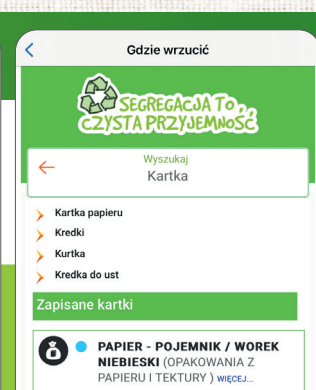 Gdzie wrzucić
SEGREGACJA TO
CZYSTA PRZYJEMNOŚĆ
Wyszukaj
Kartka
Kartka papieru
Kredki
Kurtka
Kredka do ust
Zapisane kartki
PAPIER - POJEMNIK / WOREK
NIEBIESKI (OPAKOWANIA Z
PAPIERU I TEKTURY ) WIĘCEJ...